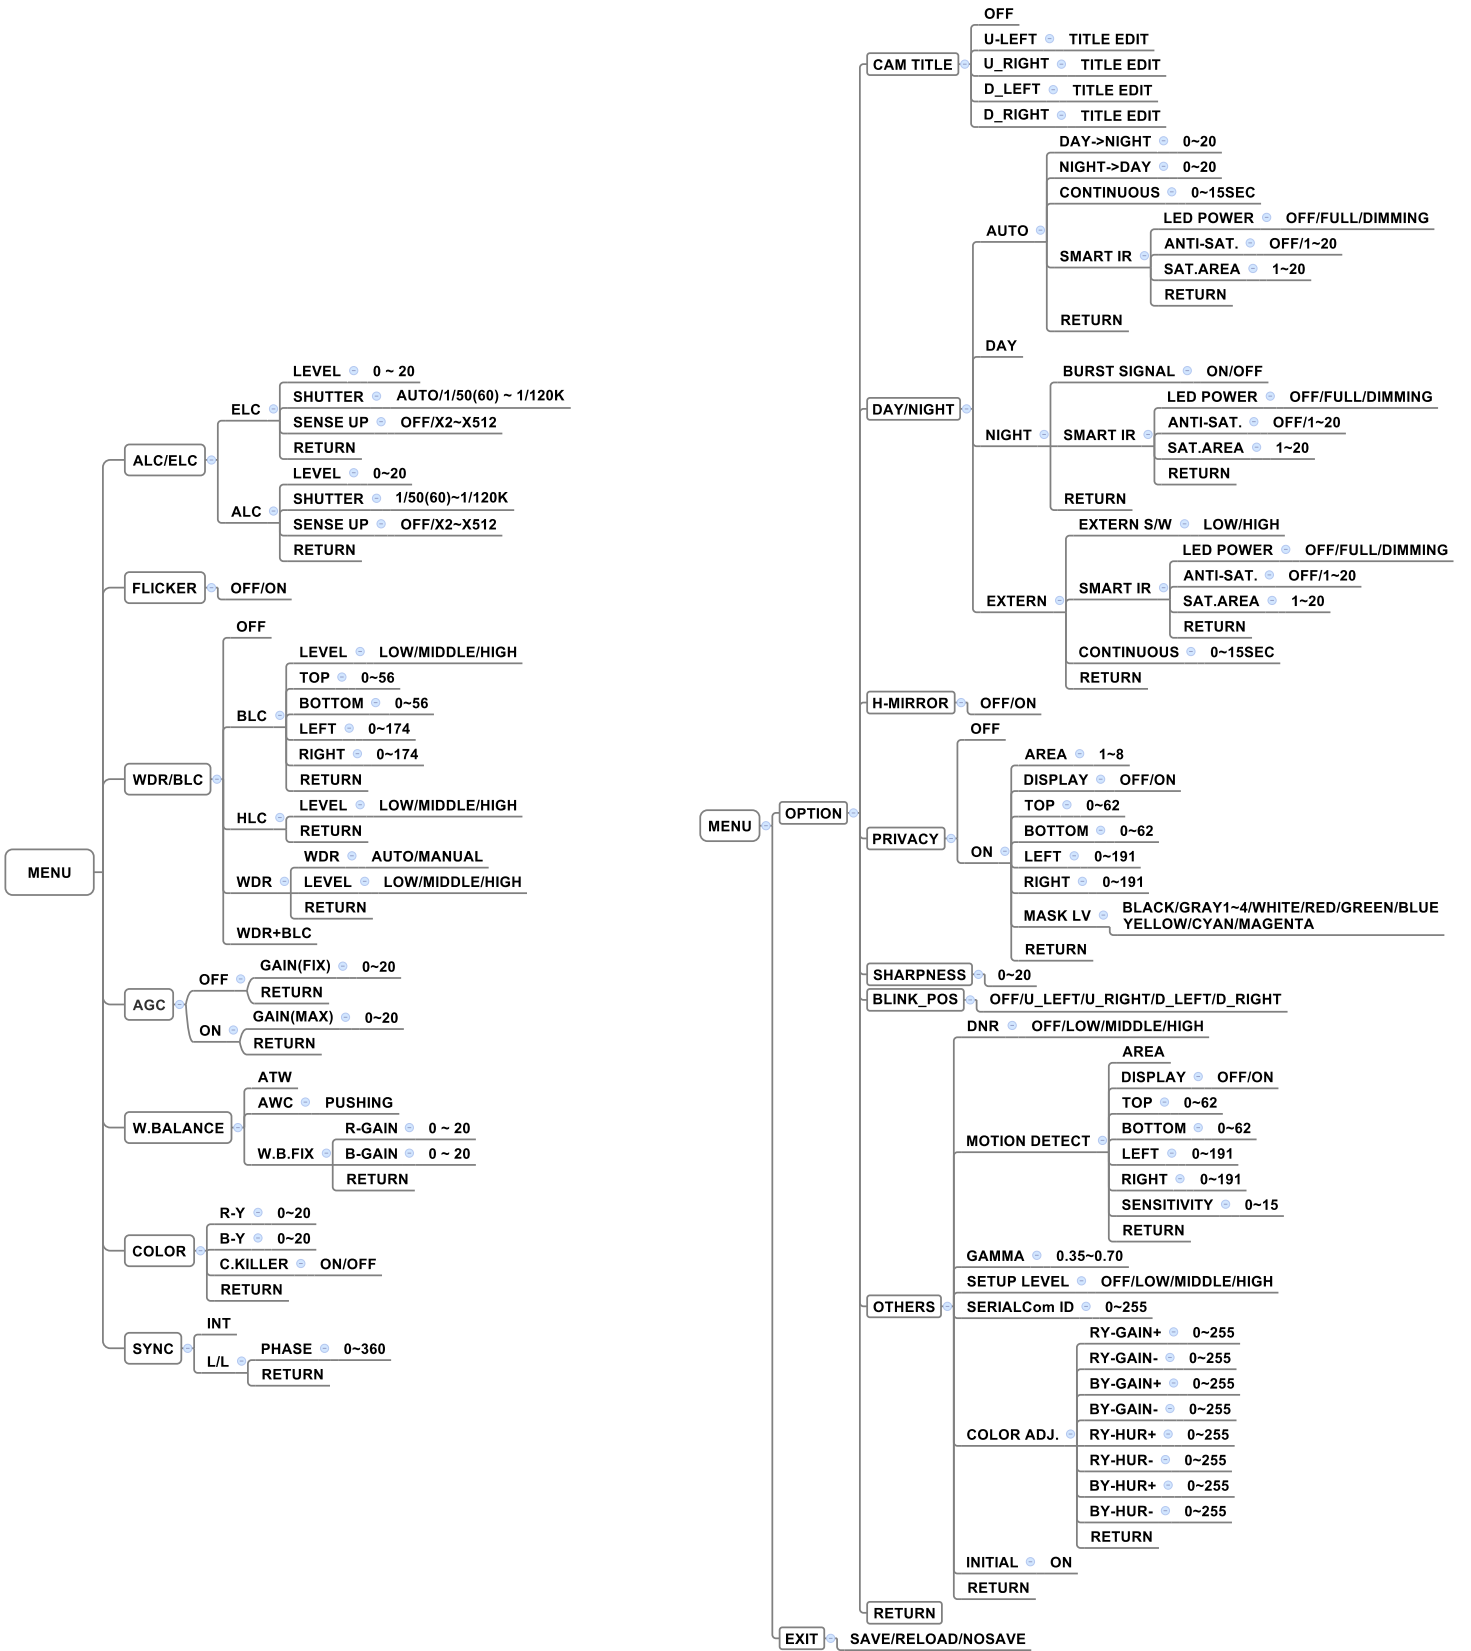 MENU
ALC/ELC
ELC
LEVEL 0 ~ 20
SHUTTER AUTO/1/50(60) ~ 1/120K
SENSE UP OFF/X2~X512
RETURN
ALC
LEVEL 0~20
SHUTTER 1/50(60)~1/120K
SENSE UP OFF/X2~X512
RETURN
FLICKER OFF/ON
WDR/BLC
OFF
BLC
LEVEL LOW/MIDDLE/HIGH
TOP 0~56
BOTTOM 0~56
LEFT 0~174
RIGHT 0~174
RETURN
HLC
LEVEL LOW/MIDDLE/HIGH
RETURN
WDR
WDR AUTO/MANUAL
LEVEL LOW/MIDDLE/HIGH
RETURN
WDR+BLC
AGC
OFF
GAIN(FIX) 0~20
RETURN
ON
GAIN(MAX) 0~20
RETURN
W.BALANCE
ATW
AWC PUSHING
W.B.FIX
R-GAIN 0 ~ 20
B-GAIN 0 ~ 20
RETURN
COLOR
R-Y 0~20
B-Y 0~20
C.KILLER ON/OFF
RETURN
SYNC
INT
L/L
PHASE 0~360
RETURN
MENU
OPTION
CAM TITLE
OFF
U-LEFT TITLE EDIT
U_RIGHT TITLE EDIT
D_LEFT TITLE EDIT
D_RIGHT TITLE EDIT
DAY/NIGHT
AUTO
DAY->NIGHT 0~20
NIGHT->DAY 0~20
CONTINUOUS 0~15SEC
SMART IR
LED POWER OFF/FULL/DIMMING
ANTI-SAT. OFF/1~20
SAT.AREA 1~20
RETURN
RETURN
DAY
NIGHT
BURST SIGNAL ON/OFF
SMART IR
LED POWER OFF/FULL/DIMMING
ANTI-SAT. OFF/1~20
SAT.AREA 1~20
RETURN
RETURN
EXTERN
EXTERN S/W LOW/HIGH
SMART IR
LED POWER OFF/FULL/DIMMING
ANTI-SAT. OFF/1~20
SAT.AREA 1~20
RETURN
CONTINUOUS 0~15SEC
RETURN
H-MIRROR OFF/ON
PRIVACY
OFF
ON
AREA 1~8
DISPLAY OFF/ON
TOP 0~62
BOTTOM 0~62
LEFT 0~191
RIGHT 0~191
MASK LV BLACK/GRAY1~4/WHITE/RED/GREEN/BLUE
YELLOW/CYAN/MAGENTA
RETURN
SHARPNESS 0~20
BLINK_POS OFF/U_LEFT/U_RIGHT/D_LEFT/D_RIGHT
OTHERS
DNR OFF/LOW/MIDDLE/HIGH
MOTION DETECT
AREA
DISPLAY OFF/ON
TOP 0~62
BOTTOM 0~62
LEFT 0~191
RIGHT 0~191
SENSITIVITY 0~15
RETURN
GAMMA 0.35~0.70
SETUP LEVEL OFF/LOW/MIDDLE/HIGH
SERIALCom ID 0~255
COLOR ADJ.
RY-GAIN+ 0~255
RY-GAIN- 0~255
BY-GAIN+ 0~255
BY-GAIN- 0~255
RY-HUR+ 0~255
RY-HUR- 0~255
BY-HUR+ 0~255
BY-HUR- 0~255
RETURN
INITIAL ON
RETURN
RETURN
EXIT SAVE/RELOAD/NOSAVE